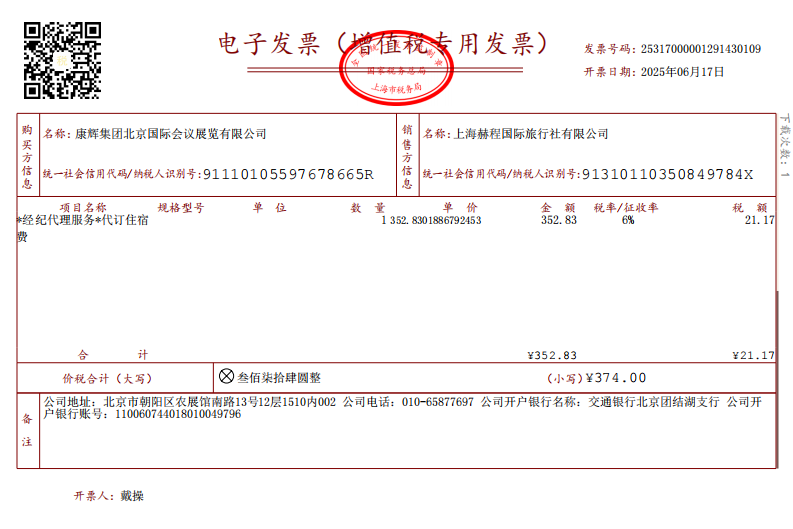 电子发票（增值税专用发票）
国家税务总局
上海市税务局
发票号码：25317000001291430109
开票日期：2025年06月17日
下载次数：1
购买方信息
名称：康辉集团北京国际会议展览有限公司
统一社会信用代码/纳税人识别号：91110105597678665R
销售方信息
名称：上海赫程国际旅行社有限公司
统一社会信用代码/纳税人识别号：91310110350849784X
项目名称 规格型号 单位 数量 单价 金额 税率/征收率 税额
*经纪代理服务*代订住宿 1 352.8301886792453 352.83 6% 21.17
费
合计 ¥352.83 ¥21.17
价税合计（大写） 叁佰柒拾肆圆整 （小写）¥374.00
备注
公司地址：北京市朝阳区农展馆南路13号12层1510内002 公司电话：010-65877697 公司开户银行名称：交通银行北京团结湖支行 公司开
户银行账号：110060744018010049796
开票人：戴操